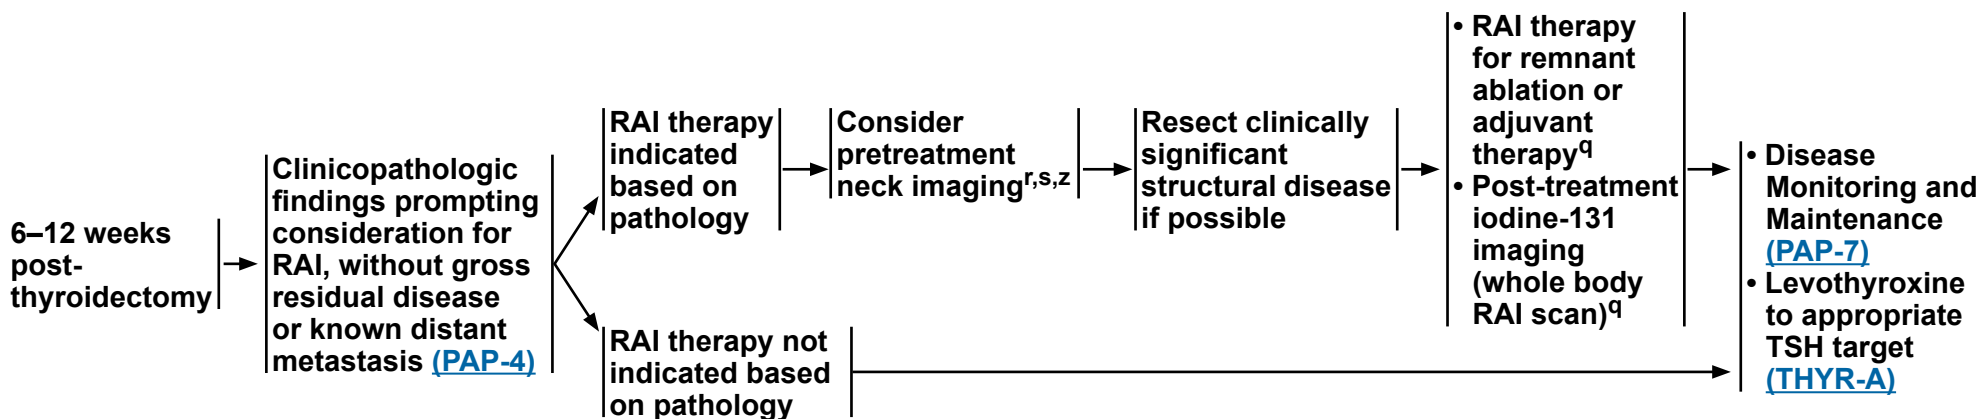 6–12 weeks
post-
thyroidectomy
Clinicopathologic
findings prompting
consideration for
RAI, without gross
residual disease
or known distant
metastasis (PAP-4)
RAI therapy
indicated
based on
pathology
Consider
pretreatment
neck imagingr,s,z
Resect clinically
significant
structural disease
if possible
• RAI therapy
for remnant
ablation or
adjuvant
therapyq
• Post-treatment
iodine-131
imaging
(whole body
RAI scan)q
RAI therapy not
indicated based
on pathology
• Disease
Monitoring and
Maintenance
(PAP-7)
• Levothyroxine
to appropriate
TSH target
(THYR-A)